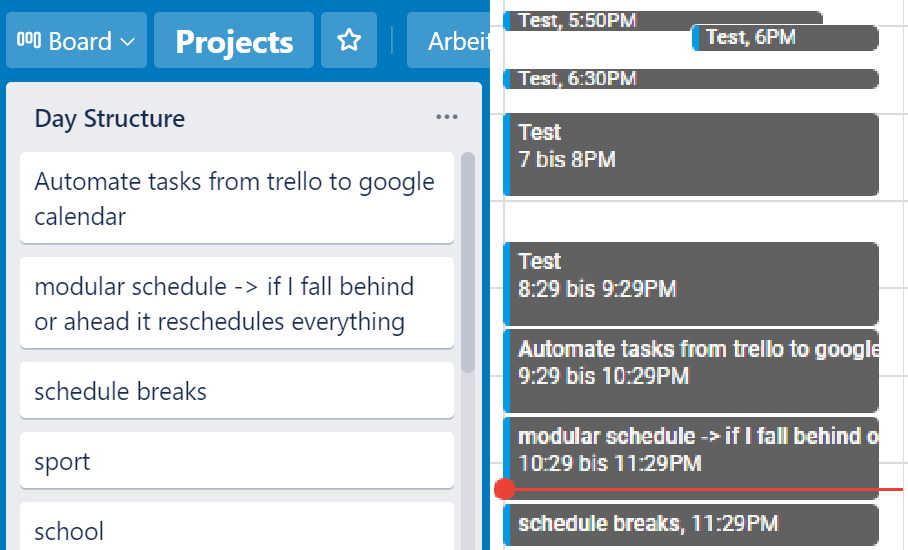 Board
Projects
Arbeit
Day Structure
Automate tasks from trello to google
calendar
modular schedule -> if I fall behind
or ahead it reschedules everything
schedule breaks
sport
school
Test, 5:50PM
Test, 6PM
Test, 6:30PM
Test
7 bis 8PM
Test
8:29 bis 9:29PM
Automate tasks from trello to google
9:29 bis 10:29PM
modular schedule -> if I fall behind o
10:29 bis 11:29PM
schedule breaks, 11:29PM